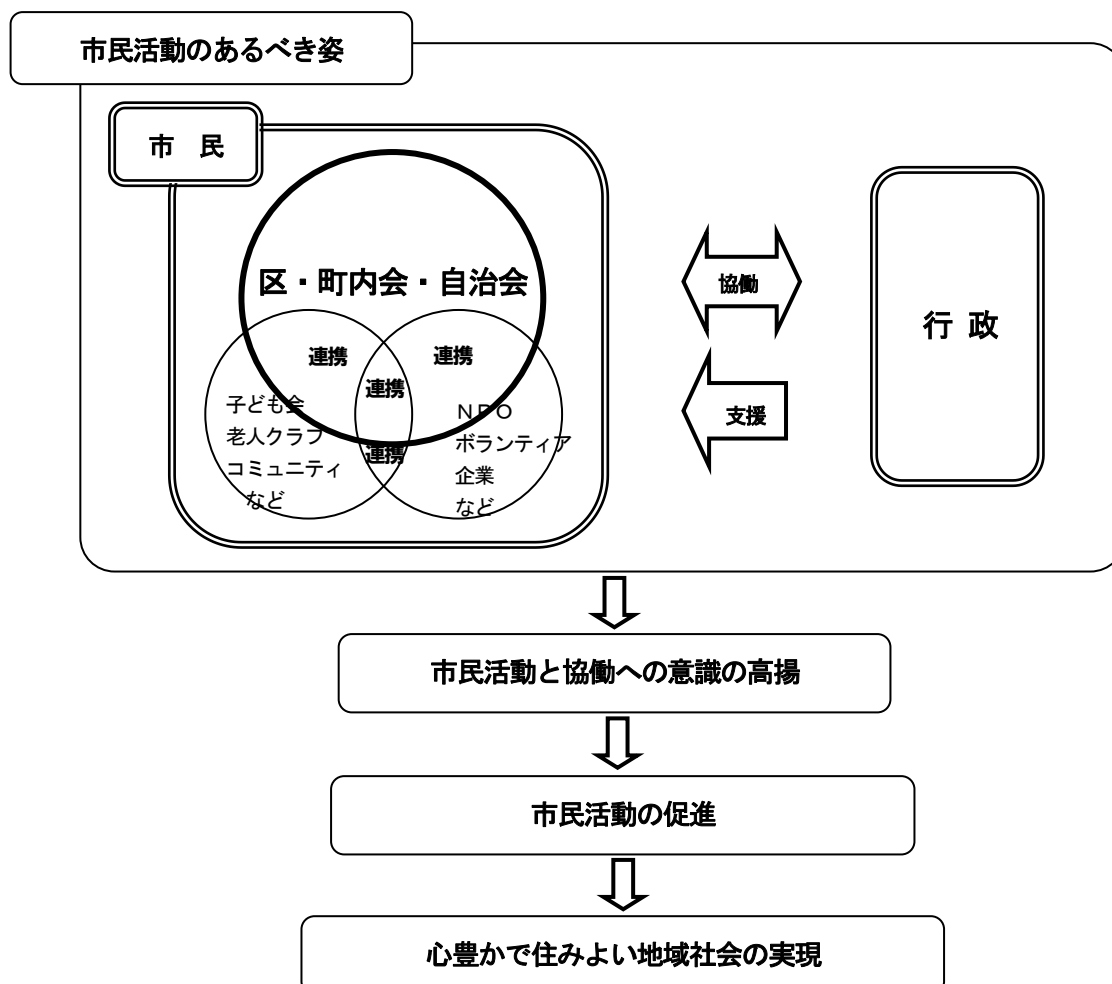 市民活動のあるべき姿
市 民
区・町内会・自治会
連携
連携
連携
連携
子ども会
老人クラブ
コミュニティ
など
NPO
ボランティア
企業
など
協働
支援
行 政
市民活動と協働への意識の高揚
市民活動の促進
心豊かで住みよい地域社会の実現